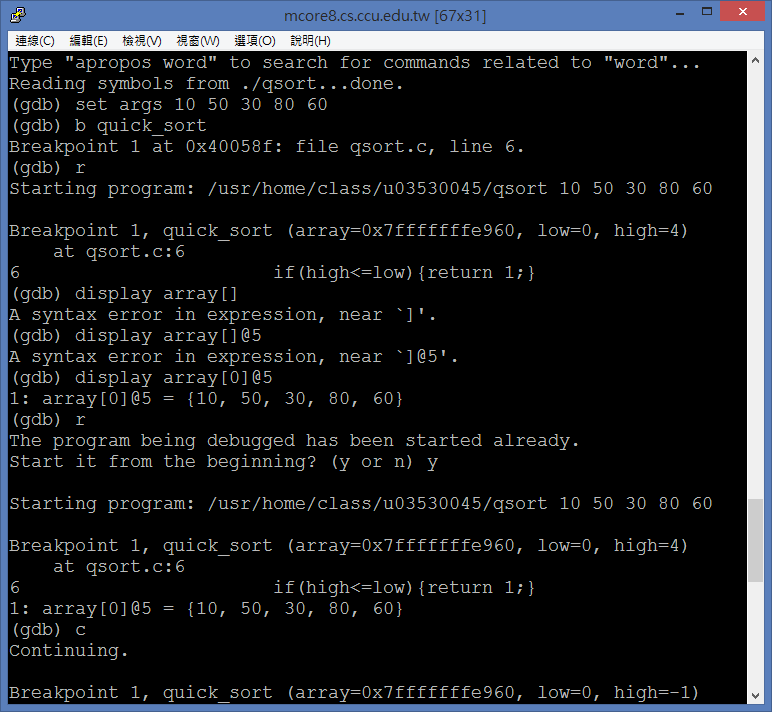 mcore8.cs.ccu.edu.tw [67x31]
連線(C) 編輯(E) 檢視(V) 視窗(W) 選項(O) 說明(H)
Type "apropos word" to search for commands related to "word"...
Reading symbols from ./qsort...done.
(gdb) set args 10 50 30 80 60
(gdb) b quick_sort
Breakpoint 1 at 0x40058f: file qsort.c, line 6.
(gdb) r
Starting program: /usr/home/class/u03530045/qsort 10 50 30 80 60
Breakpoint 1, quick_sort (array=0x7fffffffe960, low=0, high=4)
    at qsort.c:6
6                       if(high<=low){return 1;}
(gdb) display array[]
A syntax error in expression, near `]'.
(gdb) display array[]@5
A syntax error in expression, near `]@5'.
(gdb) display array[0]@5
1: array[0]@5 = {10, 50, 30, 80, 60}
(gdb) r
The program being debugged has been started already.
Start it from the beginning? (y or n) y
Starting program: /usr/home/class/u03530045/qsort 10 50 30 80 60
Breakpoint 1, quick_sort (array=0x7fffffffe960, low=0, high=4)
    at qsort.c:6
6                       if(high<=low){return 1;}
1: array[0]@5 = {10, 50, 30, 80, 60}
(gdb) c
Continuing.
Breakpoint 1, quick_sort (array=0x7fffffffe960, low=0, high=-1)